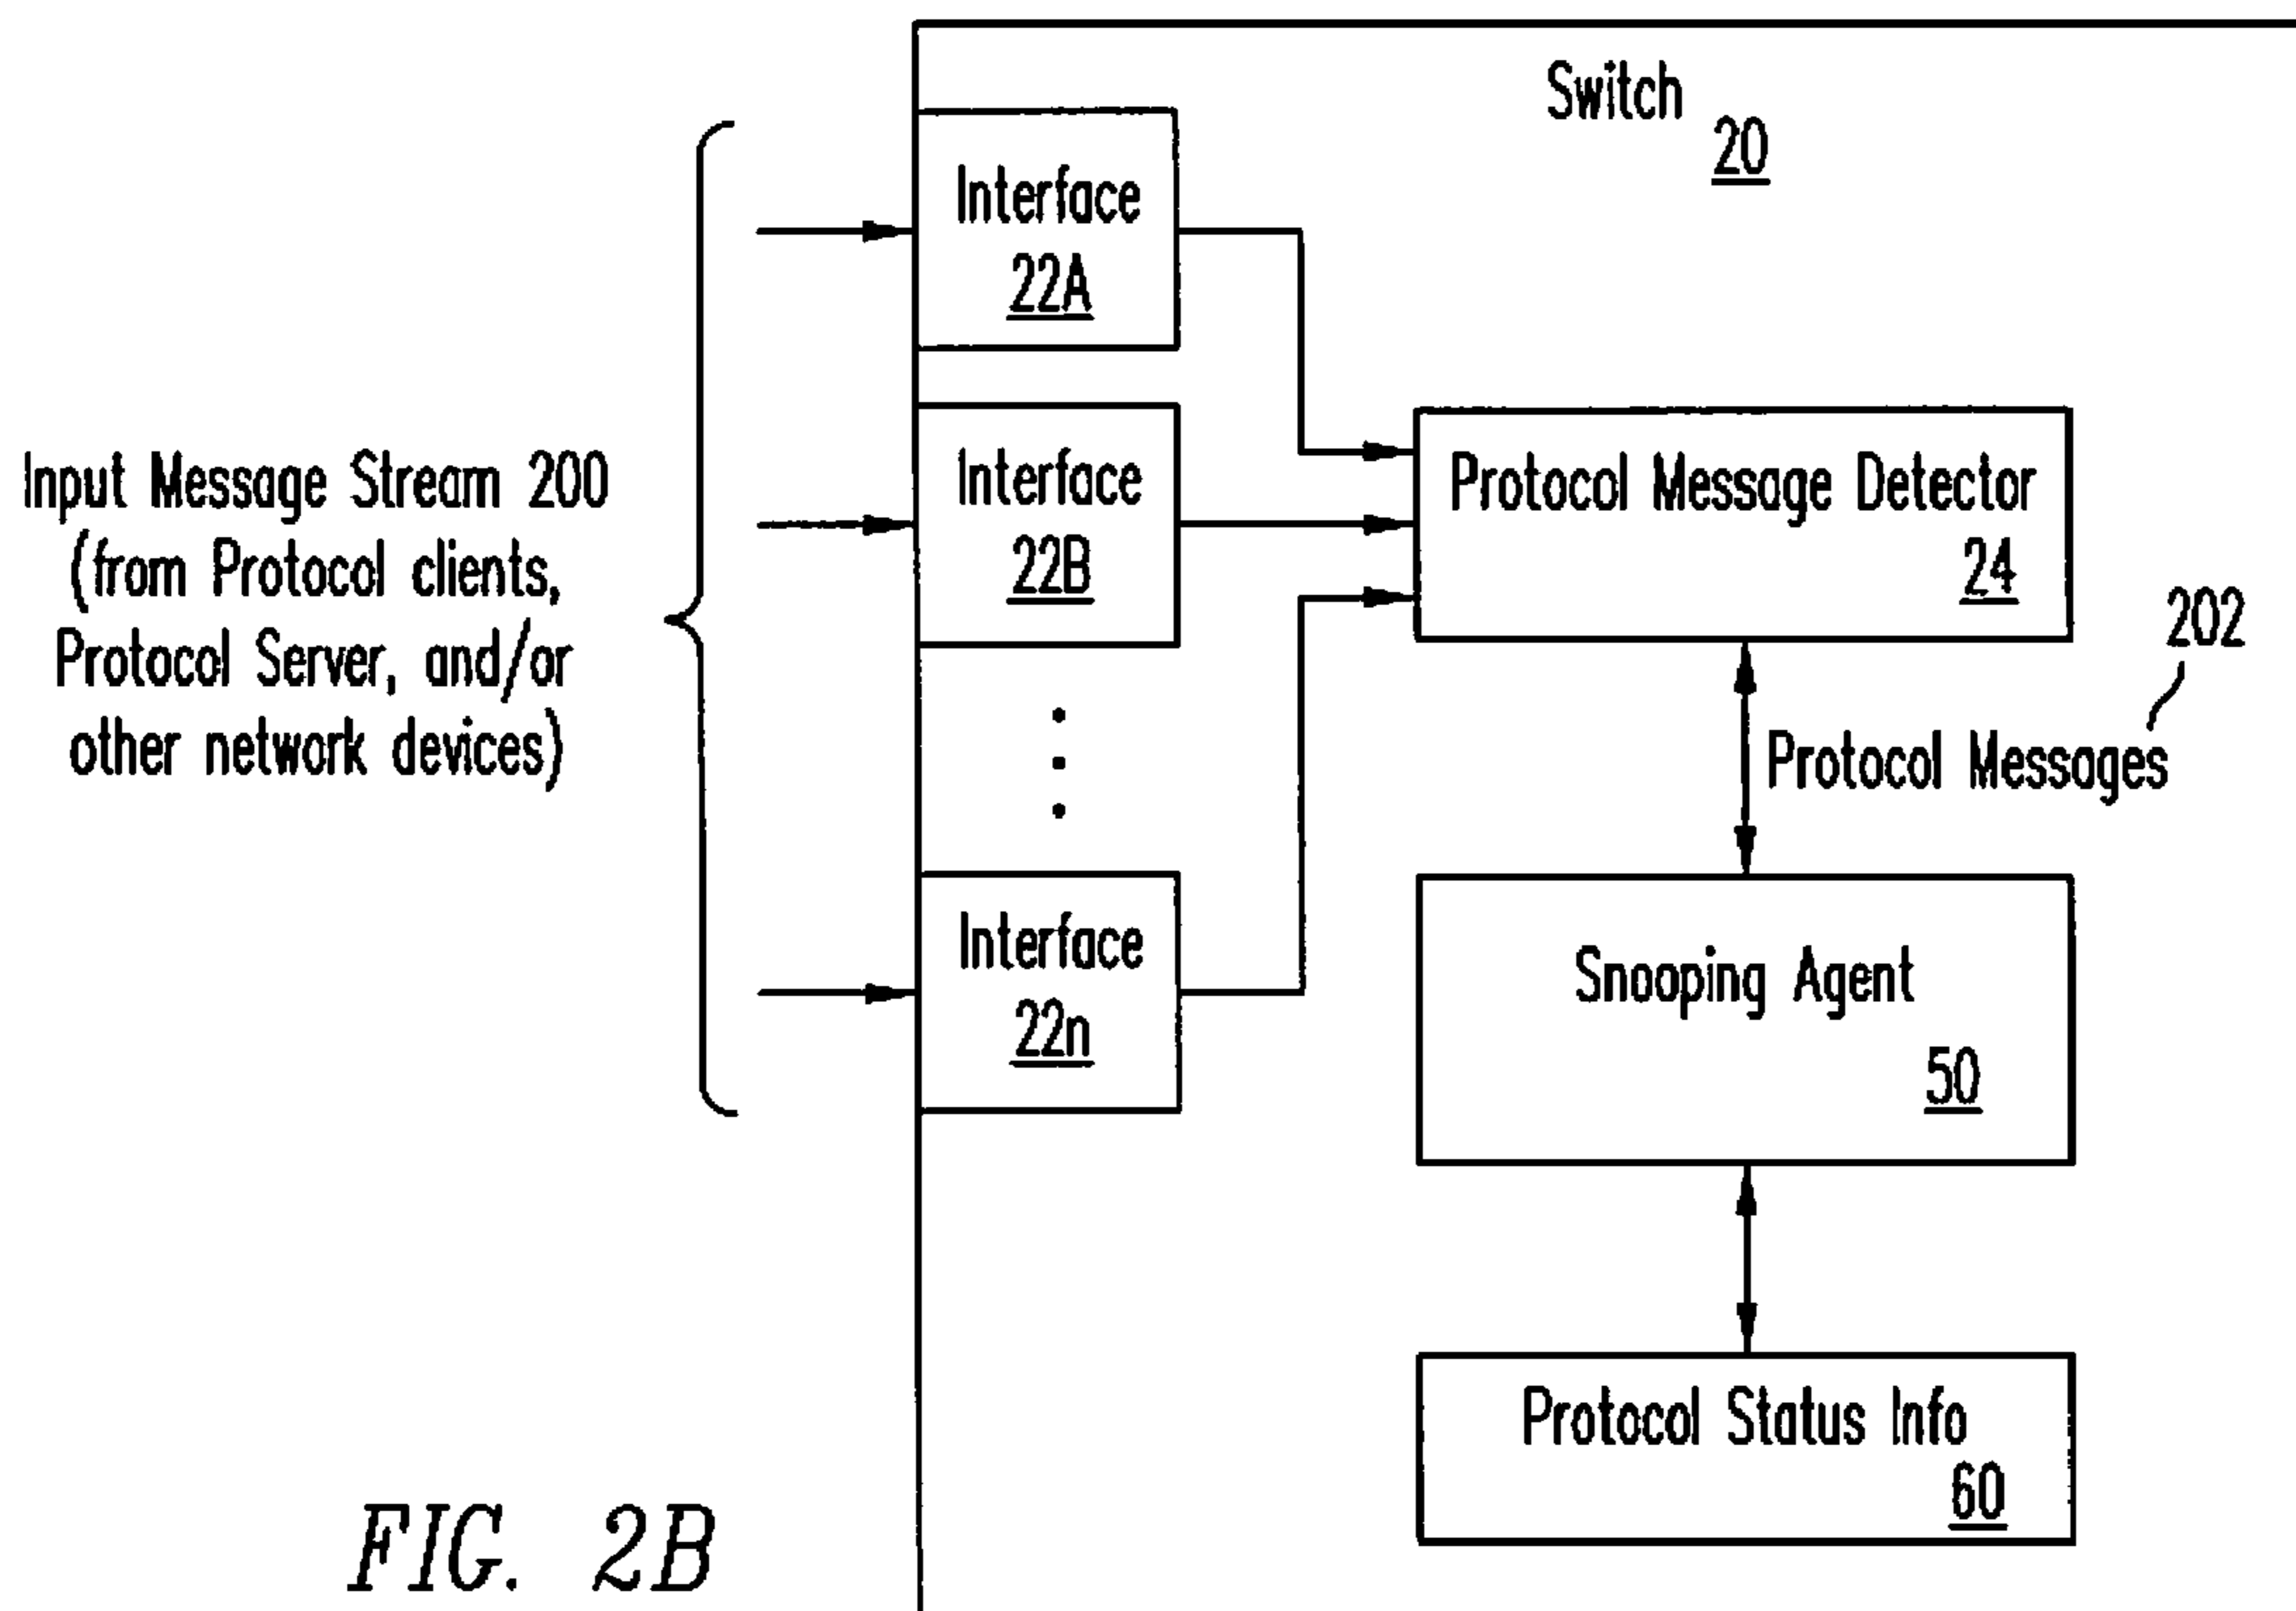 Switch
20
Interface
22A
Input Message Stream 200
(from Protocol clients,
Protocol Server, and/or
other network devices)
Interface
22B
Protocol Message Detector
24
202
Protocol Messages
Interface
22n
Snooping Agent
50
Protocol Status Info
60
FIG. 2B